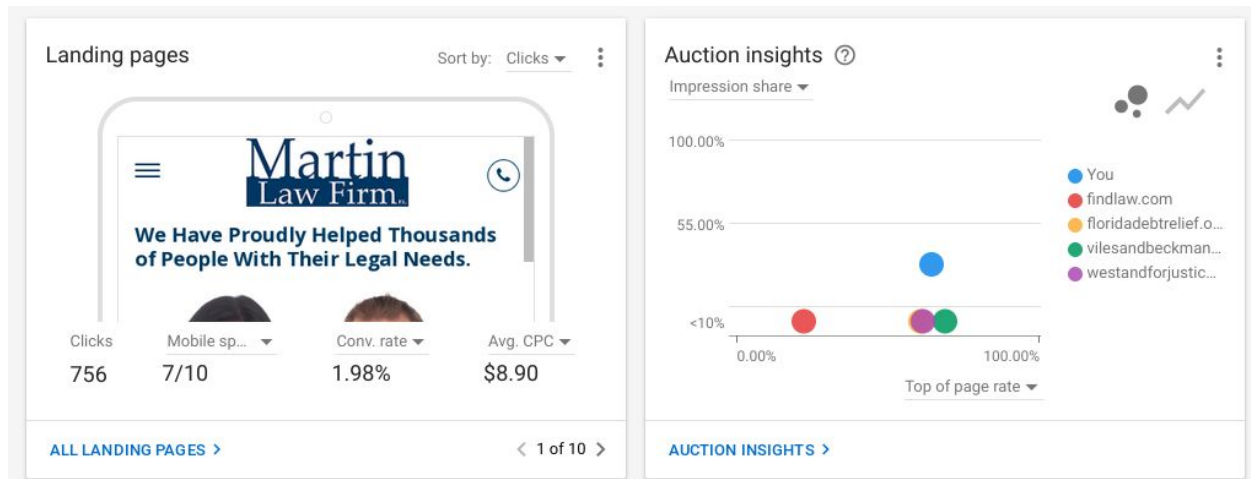 Landing pages
Sort by: Clicks
Martin
Law Firm
We Have Proudly Helped Thousands
of People With Their Legal Needs.
Clicks Mobile sp... Conv. rate Avg. CPC
756 7/10 1.98% $8.90
ALL LANDING PAGES >
< 1 of 10 >
Auction insights ?
Impression share
100.00%
55.00%
<10%
0.00% 100.00%
Top of page rate
You
findlaw.com
floridadebtrelief.o...
vilesandbeckman...
westandforjustic...
AUCTION INSIGHTS >